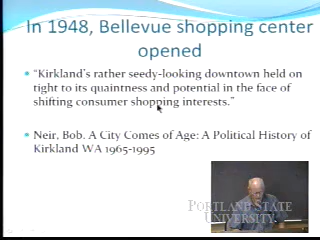 In 1948, Bellevue shopping center
opened
“Kirkland’s rather seedy-looking downtown held on
tight to its quaintness and potential in the face of
shifting consumer shopping interests.”
Neir, Bob. A City Comes of Age: A Political History of
Kirkland WA 1965-1995
PORTLAND STATE
UNIVERSITY